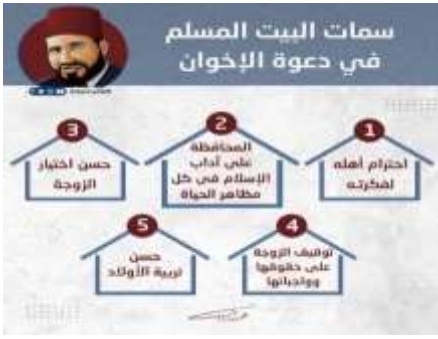 سمات البيت المسلم
في دعوة الإخوان
1
احترام أهله
لفكرته
2
المحافظة
على آداب
الإسلام في كل
مظاهر الحياة
3
حسن اختيار
الزوجة
4
توقيف الزوجة
على حقوقها
وواجباتها
5
حسن
تربية الأولاد